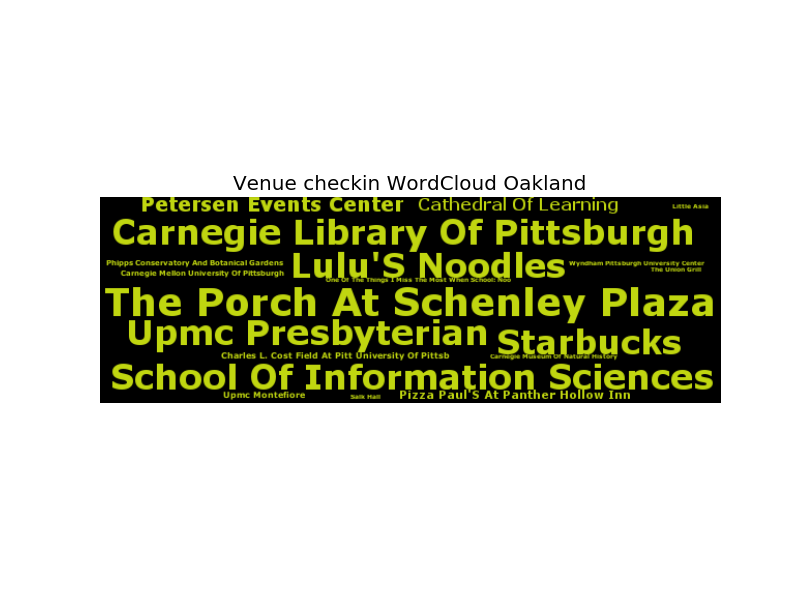 Venue checkin WordCloud Oakland
Petersen Events Center
Cathedral Of Learning
Little Asia
Carnegie Library Of Pittsburgh
Phipps Conservatory And Botanical Gardens
Lulu'S Noodles
Wyndham Pittsburgh University Center
Carnegie Mellon University Of Pittsburgh
The Union Grill
One Of The Things I Miss The Most When School: Noo
The Porch At Schenley Plaza
Upmc Presbyterian
Starbucks
Charles L. Cost Field At Pitt University Of Pittsb
Carnegie Museum Of Natural History
School Of Information Sciences
Upmc Montefiore
Salk Hall
Pizza Paul'S At Panther Hollow Inn